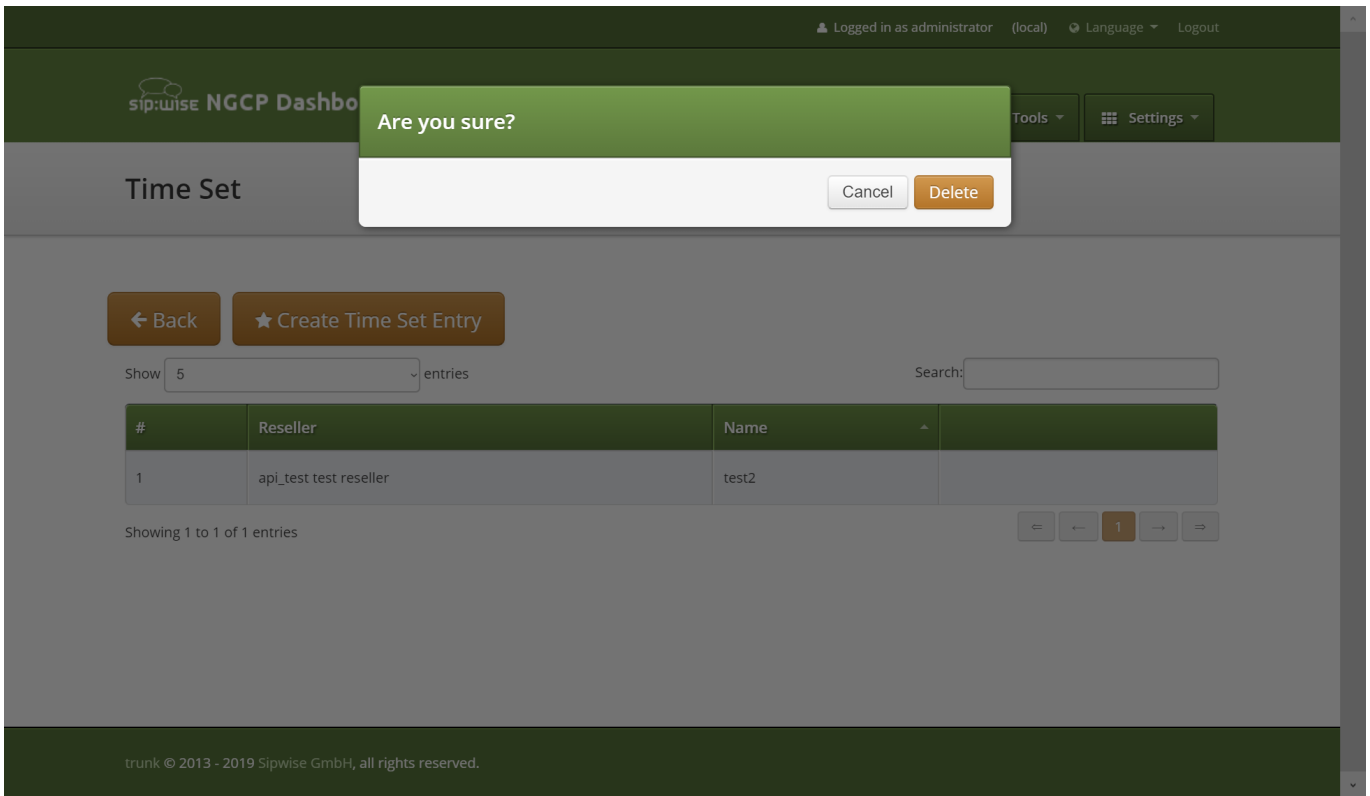 Logged in as administrator (local) Language Logout
sip:wise NGCP Dashbo
Tools Settings
Are you sure?
Cancel Delete
Time Set
← Back ★ Create Time Set Entry
Show 5 entries Search:
# Reseller Name
1 api_test test reseller test2
Showing 1 to 1 of 1 entries ⇐ ← 1 → ⇒
trunk © 2013 - 2019 Sipwise GmbH, all rights reserved.